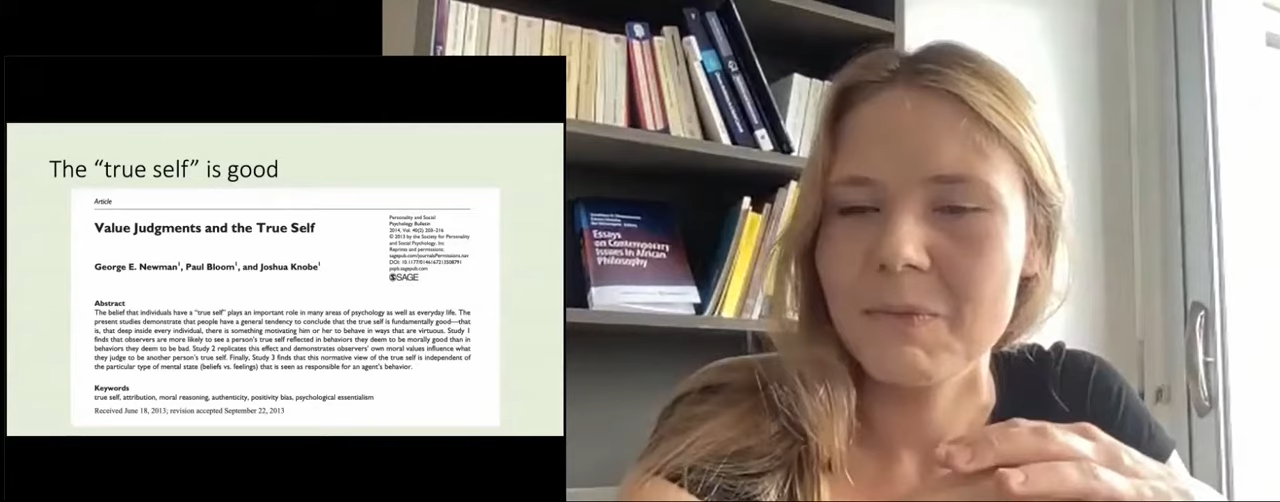 The “true self” is good
Article
Value Judgments and the True Self
George E. Newman¹, Paul Bloom¹, and Joshua Knobe¹
Personality and Social
Psychology Bulletin
2014, Vol. 40(2) 203–216
© 2013 by the Society for Personality
and Social Psychology, Inc
Reprints and permissions:
sagepub.com/journalsPermissions.nav
DOI: 10.1177/0146167213508791
pspb.sagepub.com
SAGE
Abstract
The belief that individuals have a “true self” plays an important role in many areas of psychology as well as everyday life. The
present studies demonstrate that people have a general tendency to conclude that the true self is fundamentally good—that
is, that deep inside every individual, there is something motivating him or her to behave in ways that are virtuous. Study 1
finds that observers are more likely to see a person’s true self reflected in behaviors they deem to be morally good than in
behaviors they deem to be bad. Study 2 replicates this effect and demonstrates observers’ own moral values influence what
they judge to be another person’s true self. Finally, Study 3 finds that this normative view of the true self is independent of
the particular type of mental state (beliefs vs. feelings) that is seen as responsible for an agent’s behavior.
Keywords
true self, attribution, moral reasoning, authenticity, positivity bias, psychological essentialism
Received June 18, 2013; revision accepted September 22, 2013
Essays
on Contemporary
Issues in African
Philosophy